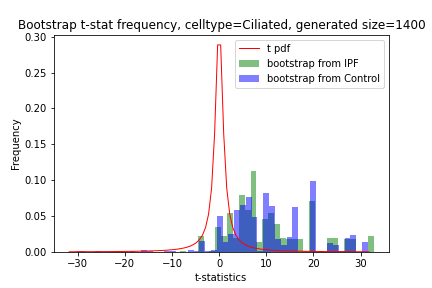 Bootstrap t-stat frequency, celltype=Ciliated, generated size=1400
t pdf
bootstrap from IPF
bootstrap from Control
Frequency
0.30
0.25
0.20
0.15
0.10
0.05
0.00
−30 −20 −10 0 10 20 30
t-statistics